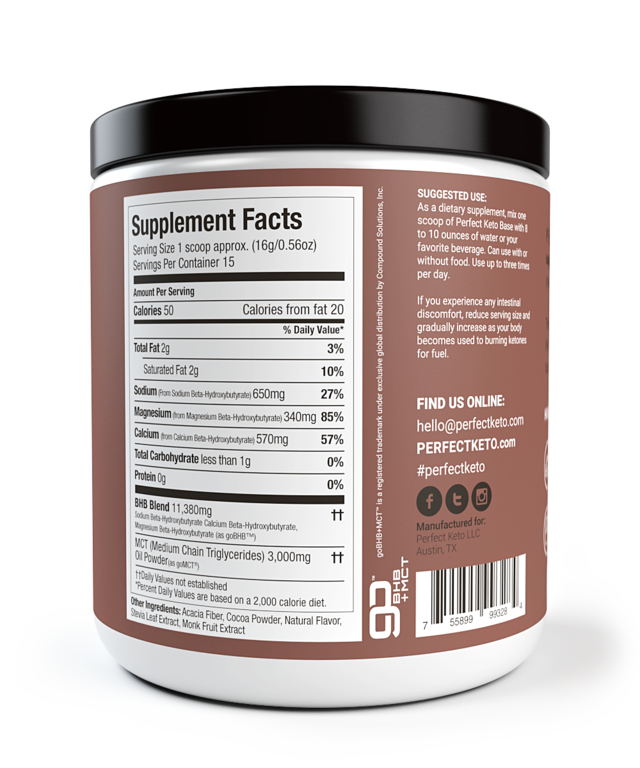 Supplement Facts
Serving Size 1 scoop approx. (16g/0.56oz)
Servings Per Container 15
Amount Per Serving
Calories 50 Calories from fat 20
% Daily Value*
Total Fat 2g 3%
Saturated Fat 2g 10%
Sodium (From Sodium Beta-Hydroxybutyrate) 650mg 27%
Magnesium (from Magnesium Beta-Hydroxybutyrate) 340mg 85%
Calcium (from Calcium Beta-Hydroxybutyrate) 570mg 57%
Total Carbohydrate less than 1g 0%
Protein 0g 0%
BHB Blend 11,380mg ††
Sodium Beta-Hydroxybutyrate Calcium Beta-Hydroxybutyrate,
Magnesium Beta-Hydroxybutyrate (as goBHB™)
MCT (Medium Chain Triglycerides) 3,000mg ††
Oil Powder(as goMCT®)
††Daily Values not established
*Percent Daily Values are based on a 2,000 calorie diet.
Other Ingredients: Acacia Fiber, Cocoa Powder, Natural Flavor,
Stevia Leaf Extract, Monk Fruit Extract
goBHB+MCT™ is a registered trademark under exclusive global distribution by Compound Solutions, Inc.
go™
BHB
+MCT
SUGGESTED USE:
As a dietary supplement, mix one
scoop of Perfect Keto Base with 8
to 10 ounces of water or your
favorite beverage. Can use with or
without food. Use up to three times
per day.
If you experience any intestinal
discomfort, reduce serving size and
gradually increase as your body
becomes used to burning ketones
for fuel.
FIND US ONLINE:
hello@perfectketo.com
PERFECTKETO.com
#perfectketo
Manufactured for:
Perfect Keto LLC
Austin, TX
7 55899 99328 4